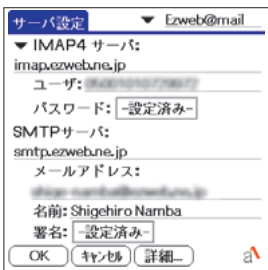 サーバ設定 ▼ Ezweb@mail
▼ IMAP4 サーバ:
imap.ezweb.ne.jp
ユーザ:
パスワード: -設定済み-
SMTPサーバ:
smtp.ezweb.ne.jp
メールアドレス:
名前: Shigehiro Namba
署名: -設定済み-
OK キャンセル 詳細... a